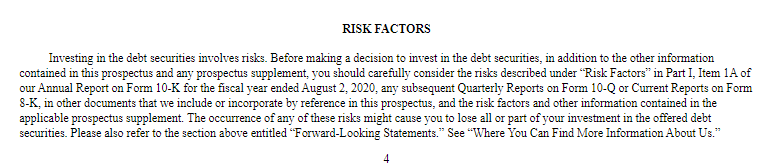 RISK FACTORS
Investing in the debt securities involves risks. Before making a decision to invest in the debt securities, in addition to the other information
contained in this prospectus and any prospectus supplement, you should carefully consider the risks described under “Risk Factors” in Part I, Item 1A of
our Annual Report on Form 10-K for the fiscal year ended August 2, 2020, any subsequent Quarterly Reports on Form 10-Q or Current Reports on Form
8-K, in other documents that we include or incorporate by reference in this prospectus, and the risk factors and other information contained in the
applicable prospectus supplement. The occurrence of any of these risks might cause you to lose all or part of your investment in the offered debt
securities. Please also refer to the section above entitled “Forward-Looking Statements.” See “Where You Can Find More Information About Us.”
4